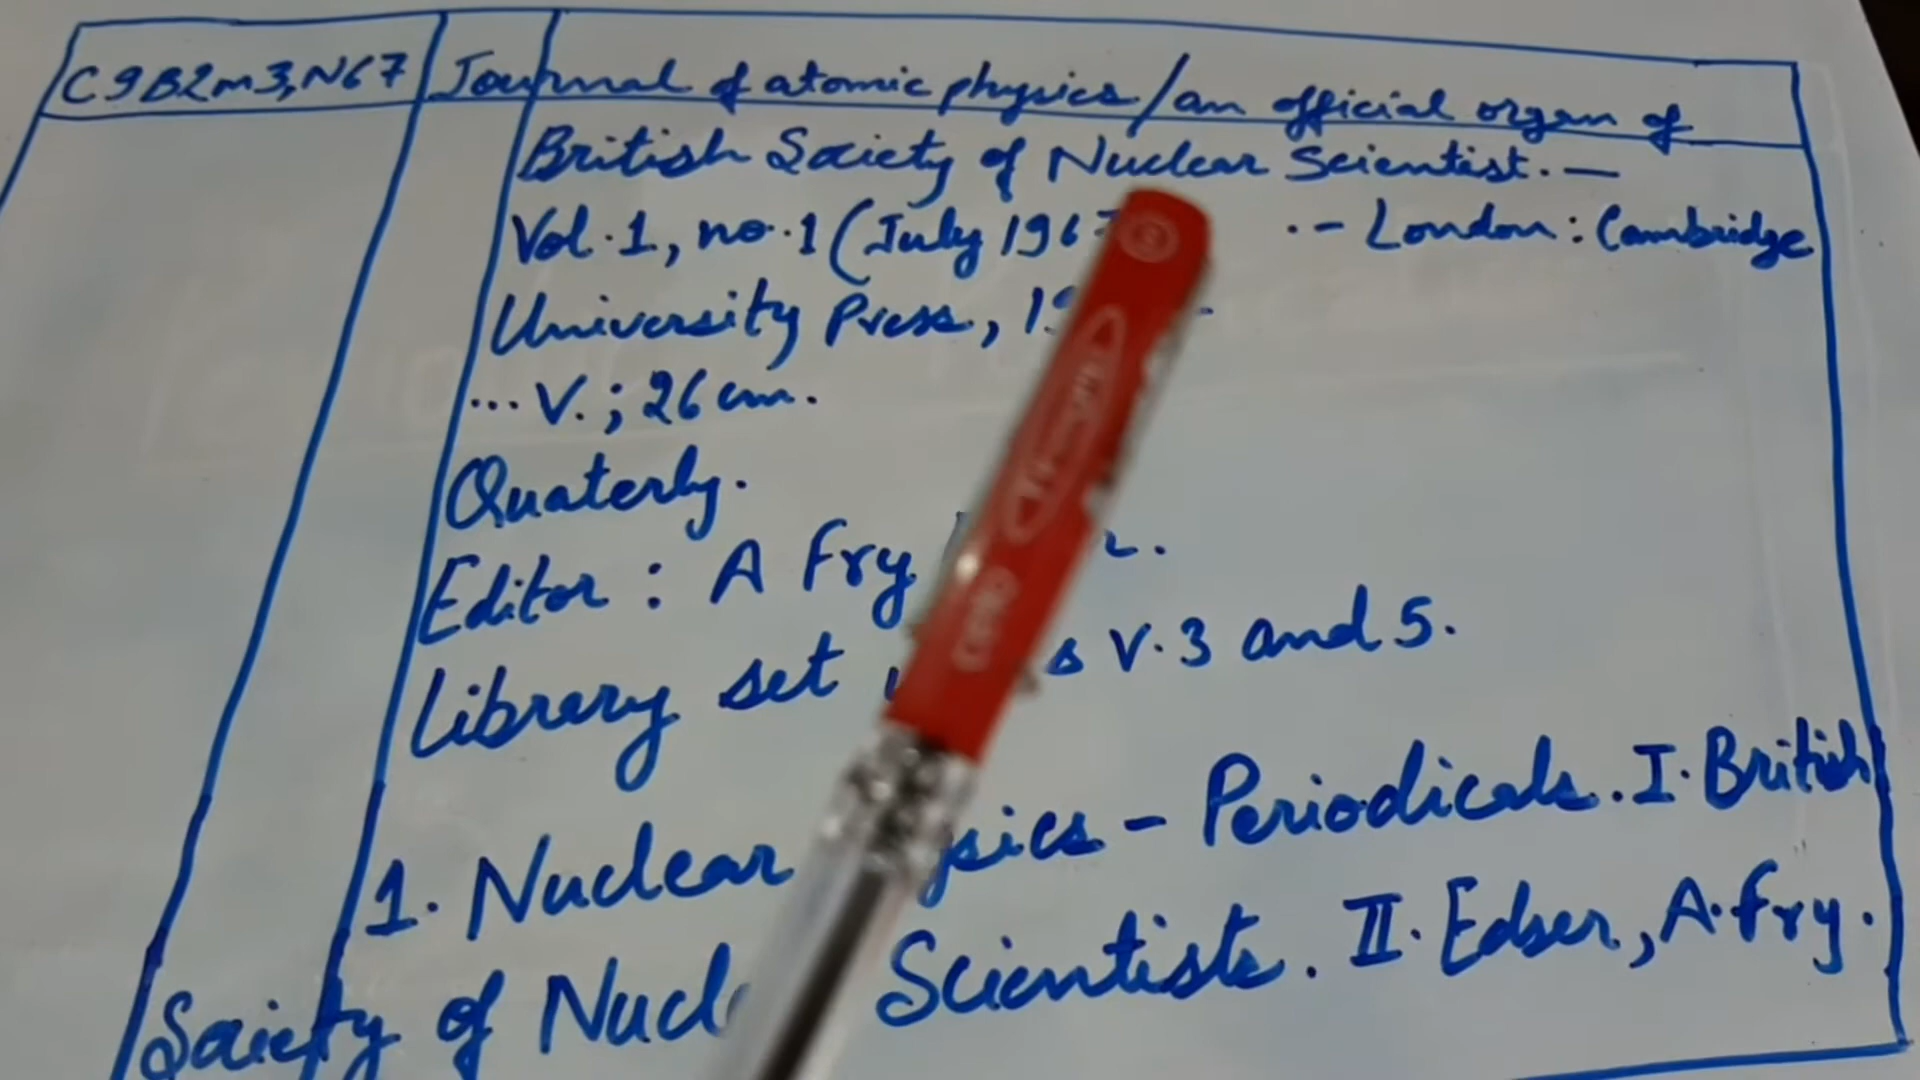 C9B2m3,N67 Journal of atomic physics / an official organ of
British Society of Nuclear Scientist. —
Vol. 1, no. 1 (July 196 .- London : Cambridge
University Press,
... V. ; 26 cm.
Quaterly.
Editor : A Fry
Library set V. 3 and 5.
1. Nuclear - Periodicals. I. British
Society of Scientists. II. Edser, A. Fry.